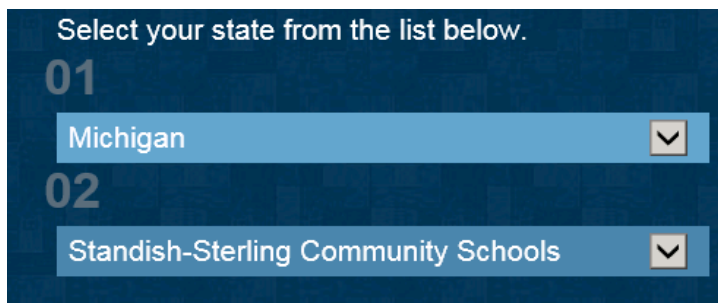 Select your state from the list below.
01
Michigan
02
Standish-Sterling Community Schools